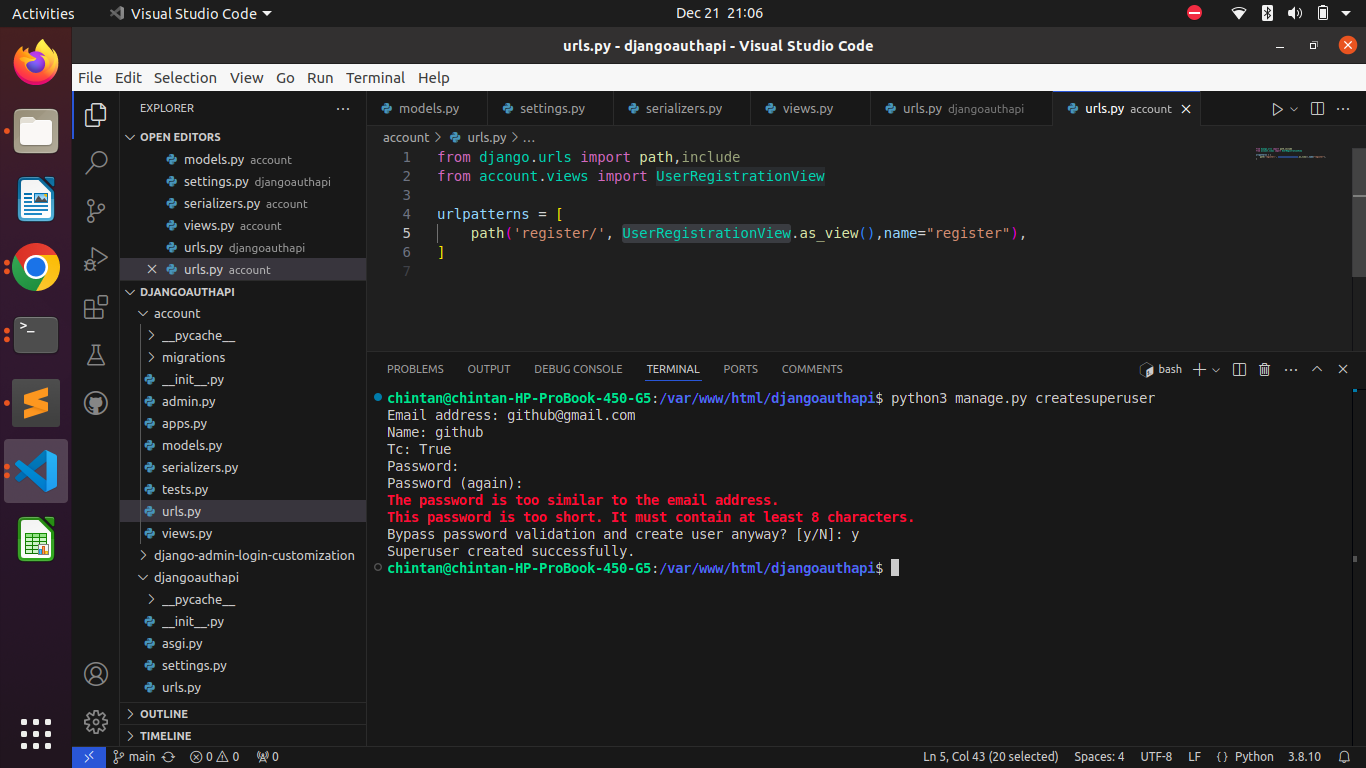 Activities
Visual Studio Code
Dec 21 21:06
urls.py - djangoauthapi - Visual Studio Code
File Edit Selection View Go Run Terminal Help
EXPLORER
OPEN EDITORS
models.py account
settings.py djangoauthapi
serializers.py account
views.py account
urls.py djangoauthapi
urls.py account
DJANGOAUTHAPI
account
__pycache__
migrations
__init__.py
admin.py
apps.py
models.py
serializers.py
tests.py
urls.py
views.py
django-admin-login-customization
djangoauthapi
__pycache__
__init__.py
asgi.py
settings.py
urls.py
OUTLINE
TIMELINE
models.py settings.py serializers.py views.py urls.py djangoauthapi urls.py account
account > urls.py > ...
1 from django.urls import path,include
2 from account.views import UserRegistrationView
3
4 urlpatterns = [
5 path('register/', UserRegistrationView.as_view(),name="register"),
6 ]
7
PROBLEMS OUTPUT DEBUG CONSOLE TERMINAL PORTS COMMENTS
bash
chintan@chintan-HP-ProBook-450-G5:/var/www/html/djangoauthapi$ python3 manage.py createsuperuser
Email address: github@gmail.com
Name: github
Tc: True
Password:
Password (again):
The password is too similar to the email address.
This password is too short. It must contain at least 8 characters.
Bypass password validation and create user anyway? [y/N]: y
Superuser created successfully.
chintan@chintan-HP-ProBook-450-G5:/var/www/html/djangoauthapi$
main 0 0 0
Ln 5, Col 43 (20 selected) Spaces: 4 UTF-8 LF {} Python 3.8.10